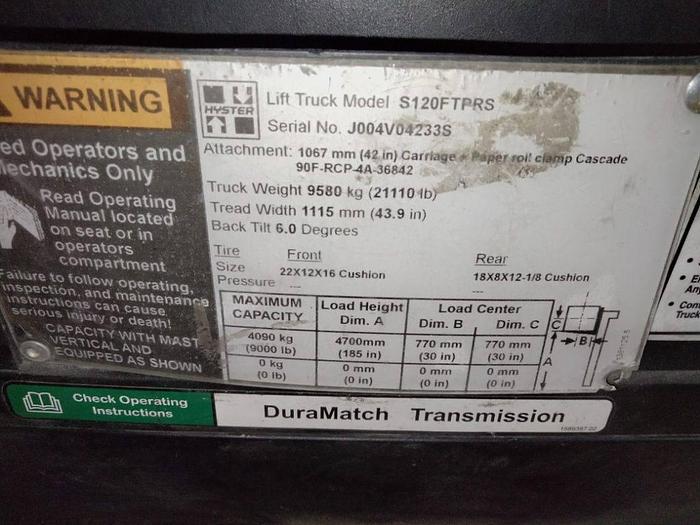 WARNING
ed Operators and
echanics Only
Read Operating
Manual located
on seat or in
operators
compartment
Failure to follow operating,
inspection, and maintenance
instructions can cause
serious injury or death!
CAPACITY WITH MAST
VERTICAL AND
EQUIPPED AS SHOWN
HYSTER
Lift Truck Model S120FTPRS
Serial No. J004V04233S
Attachment: 1067 mm (42 in) Carriage + Paper roll clamp Cascade
90F-RCP-4A-36842
Truck Weight 9580 kg (21110 lb)
Tread Width 1115 mm (43.9 in)
Back Tilt 6.0 Degrees
Tire Front Rear
Size 22X12X16 Cushion 18X8X12-1/8 Cushion
Pressure --- ---
MAXIMUM CAPACITY Load Height Dim. A Load Center Dim. B Dim. C
4090 kg 4700mm 770 mm 770 mm
(9000 lb) (185 in) (30 in) (30 in)
0 kg 0 mm 0 mm 0 mm
(0 lb) (0 in) (0 in) (0 in)
C
B
A
Check Operating
Instructions
DuraMatch Transmission
Any
Com
Truck